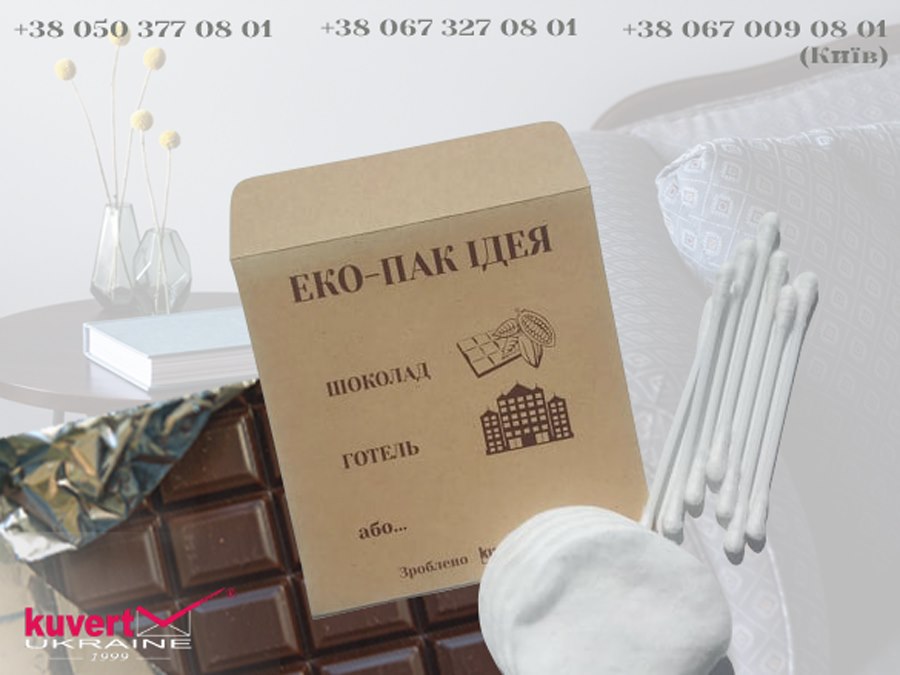 +38 050 377 08 01
+38 067 327 08 01
+38 067 009 08 01
(Київ)
ЕКО-ПАК ІДЕЯ
ШОКОЛАД
ГОТЕЛЬ
або...
Зроблено
kuvert
UKRAINE
1999